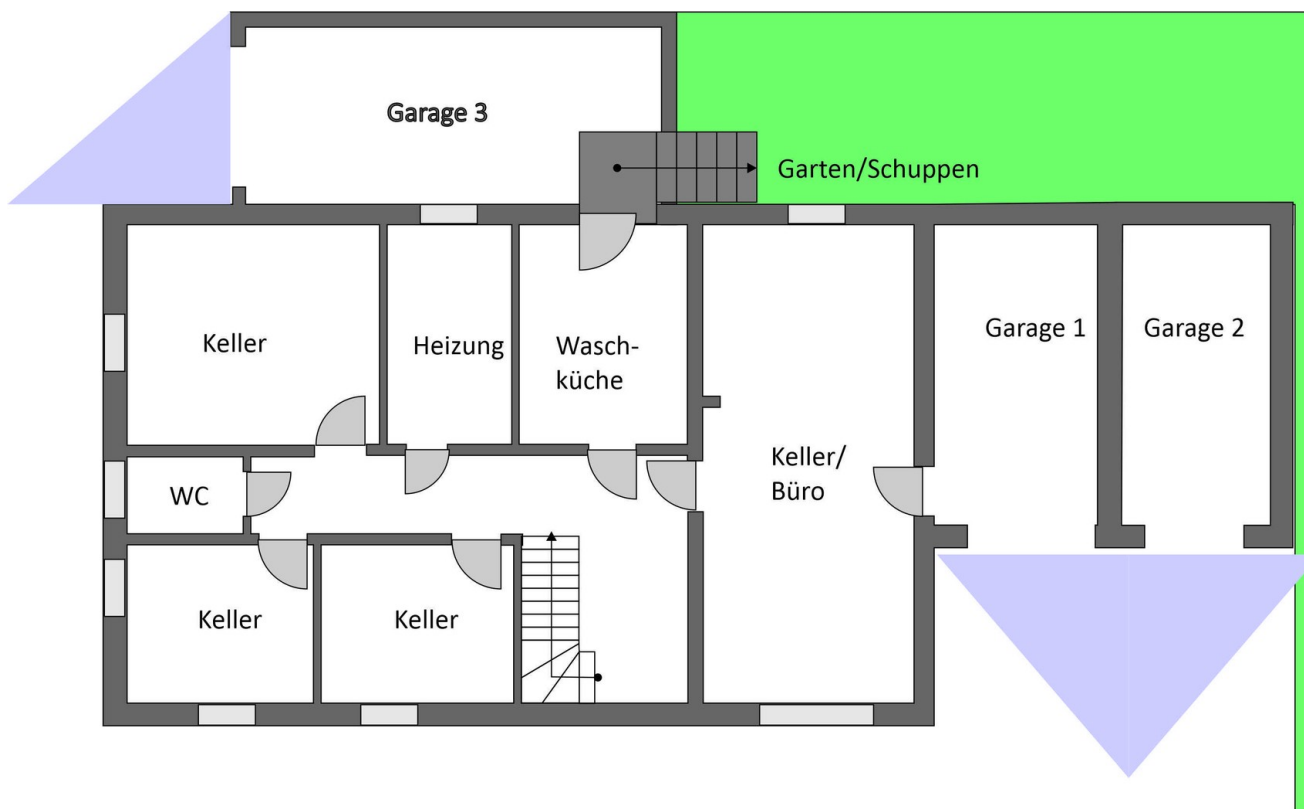 Garage 3
Garten/Schuppen
Keller
Heizung
Wasch-
küche
Garage 1
Garage 2
Keller/
Büro
WC
Keller
Keller